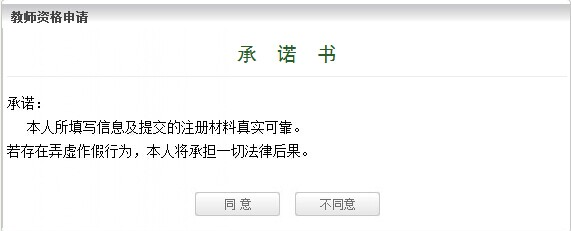 教师资格申请
承 诺 书
承诺：
本人所填写信息及提交的注册材料真实可靠。
若存在弄虚作假行为，本人将承担一切法律后果。
同 意
不同意